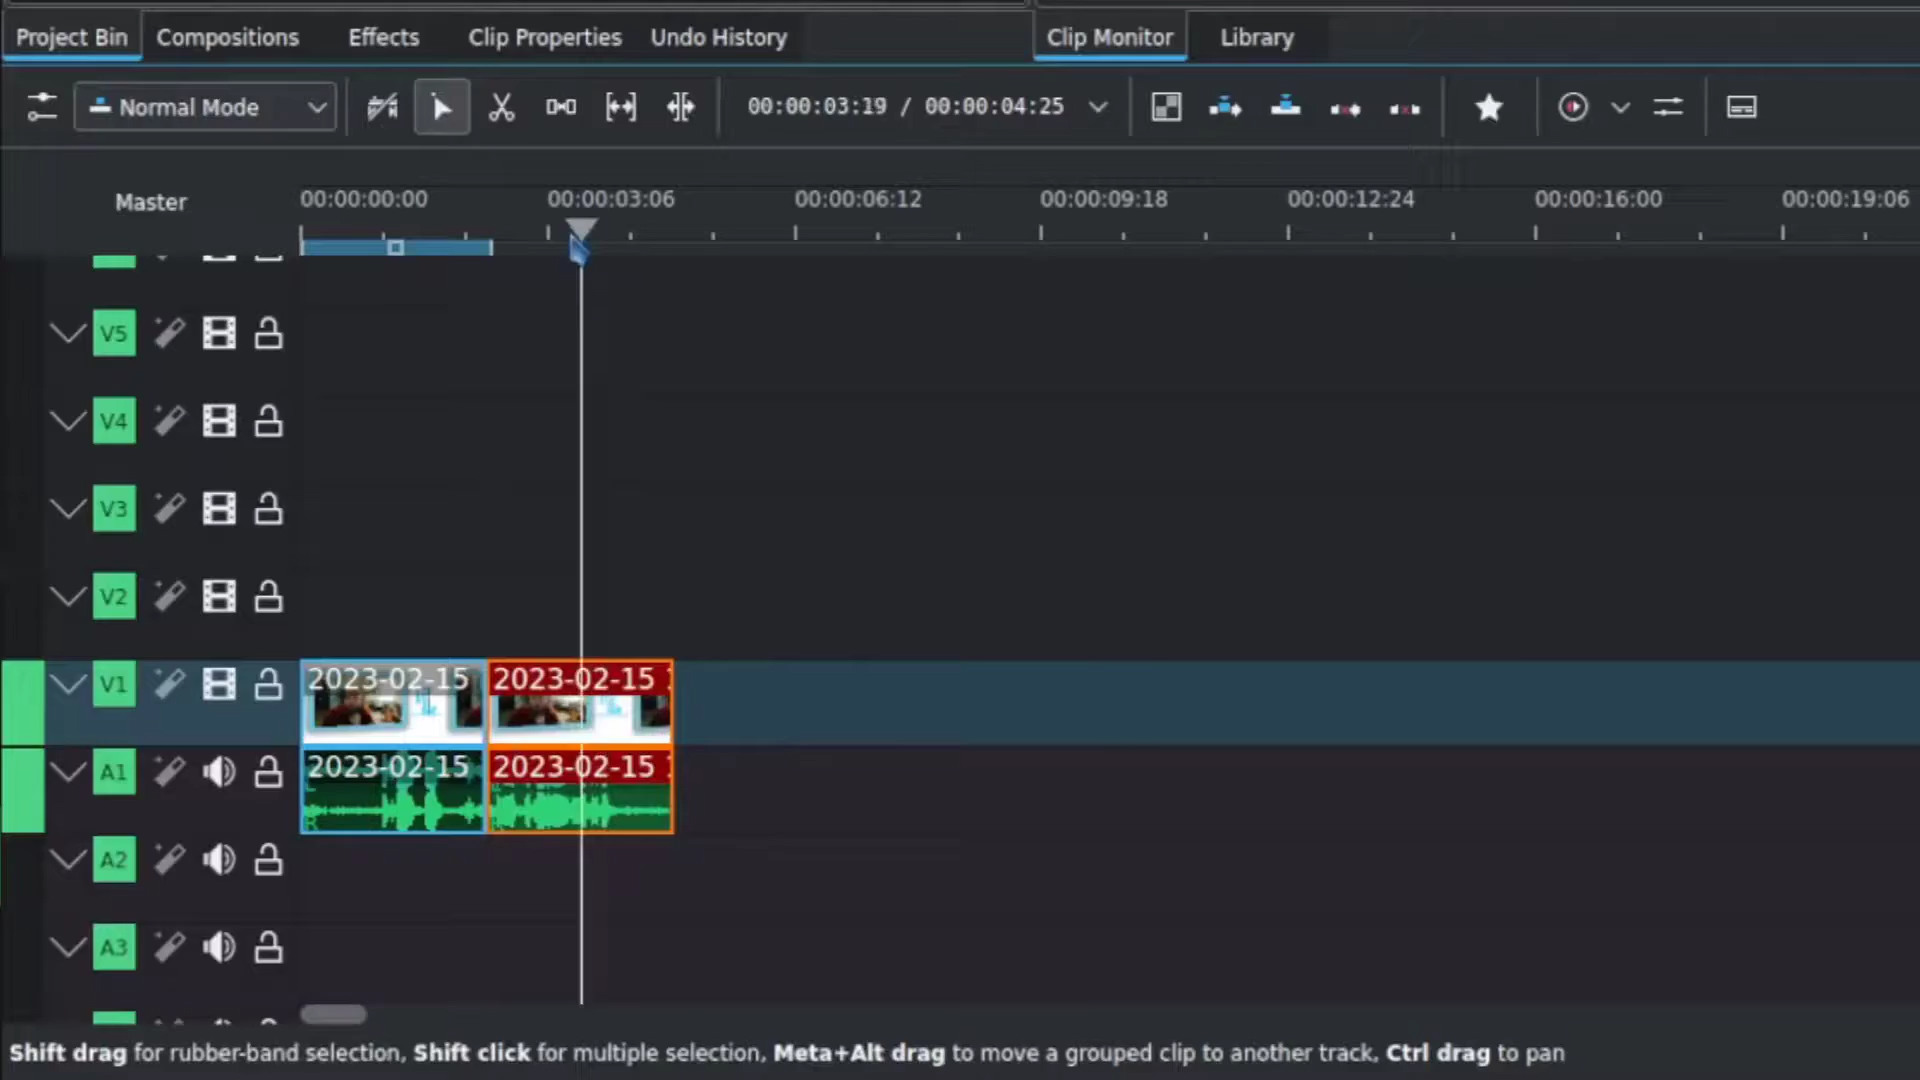 Project Bin Compositions Effects Clip Properties Undo History Clip Monitor Library
Normal Mode 00:00:03:19 / 00:00:04:25
Master 00:00:00:00 00:00:03:06 00:00:06:12 00:00:09:18 00:00:12:24 00:00:16:00 00:00:19:06
V5
V4
V3
V2
V1 2023-02-15 2023-02-15
A1 2023-02-15 2023-02-15
R
A2
A3
Shift drag for rubber-band selection, Shift click for multiple selection, Meta+Alt drag to move a grouped clip to another track, Ctrl drag to pan